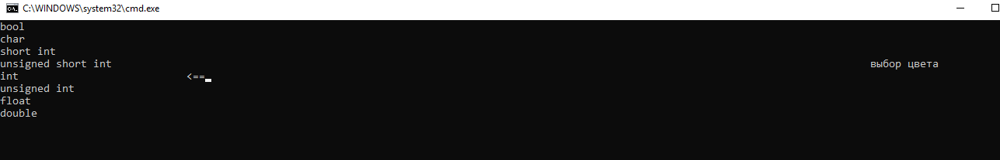 C:\WINDOWS\system32\cmd.exe
bool
char
short int
unsigned short int выбор цвета
int <==
unsigned int
float
double